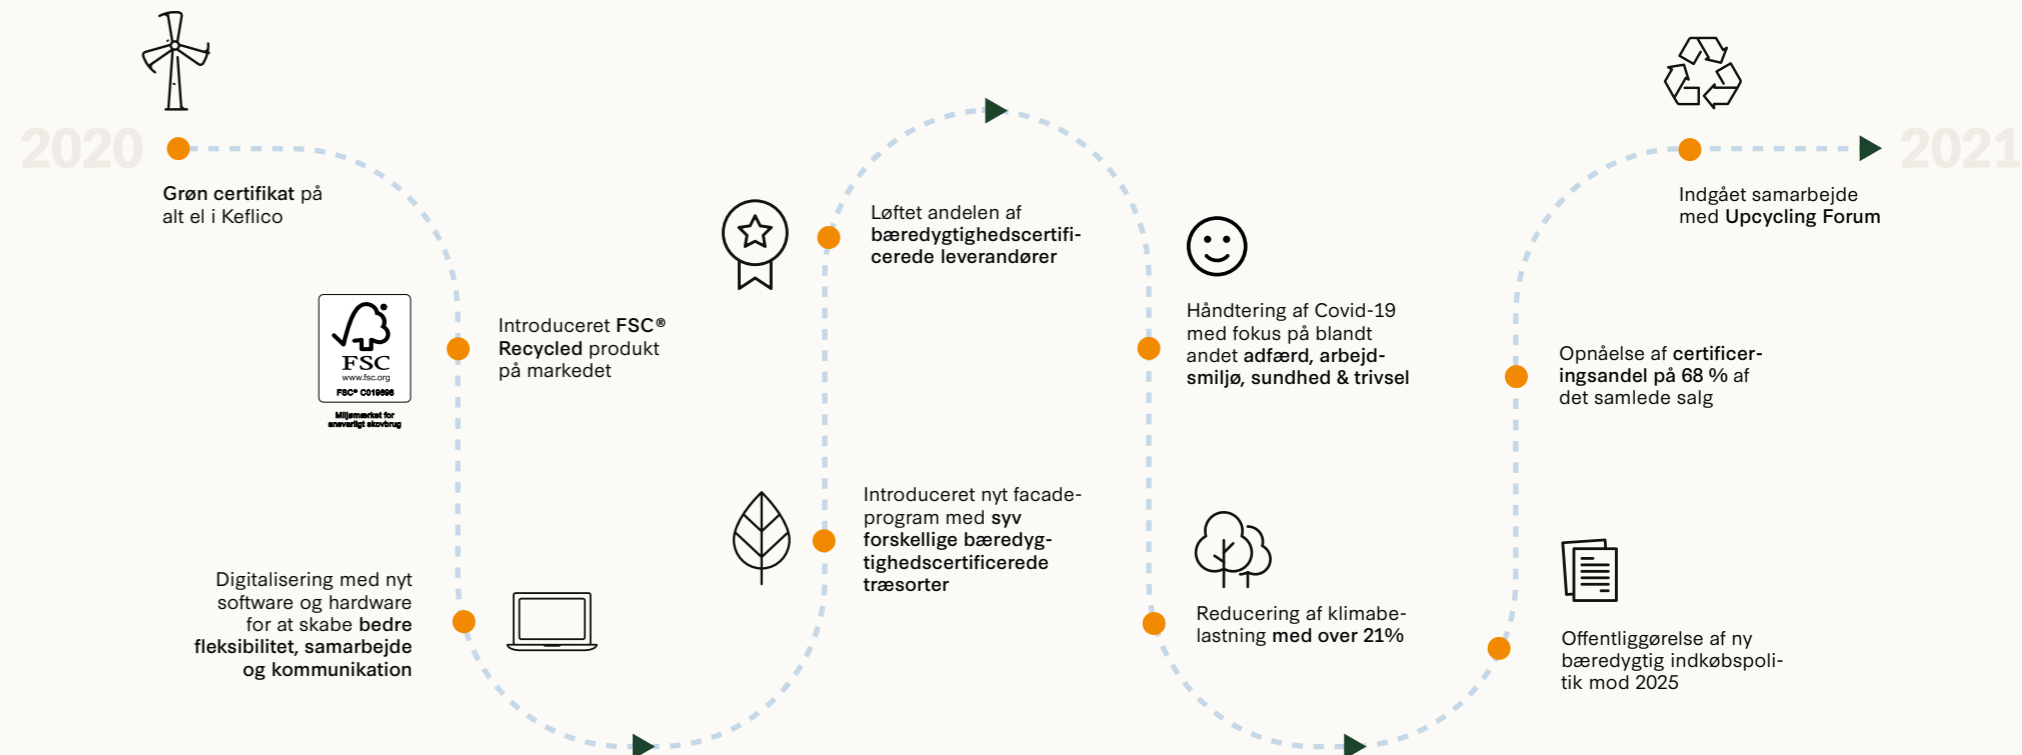 2020
Grøn certifikat på
alt el i Keflico
FSC
www.fsc.org
FSC® C019698
Miljømærket for
ansvarligt skovbrug
Introduceret FSC®
Recycled produkt
på markedet
Digitalisering med nyt
software og hardware
for at skabe bedre
fleksibilitet, samarbejde
og kommunikation
Introduceret nyt facade-
program med syv
forskellige bæredyg-
tighedscertificerede
træsorter
Løftet andelen af
bæredygtighedscertifi-
cerede leverandører
Håndtering af Covid-19
med fokus på blandt
andet adfærd, arbejd-
smiljø, sundhed & trivsel
Reducering af klimabe-
lastning med over 21%
Offentliggørelse af ny
bæredygtig indkøbspoli-
tik mod 2025
Opnåelse af certificer-
ingsandel på 68 % af
det samlede salg
Indgået samarbejde
med Upcycling Forum
2021